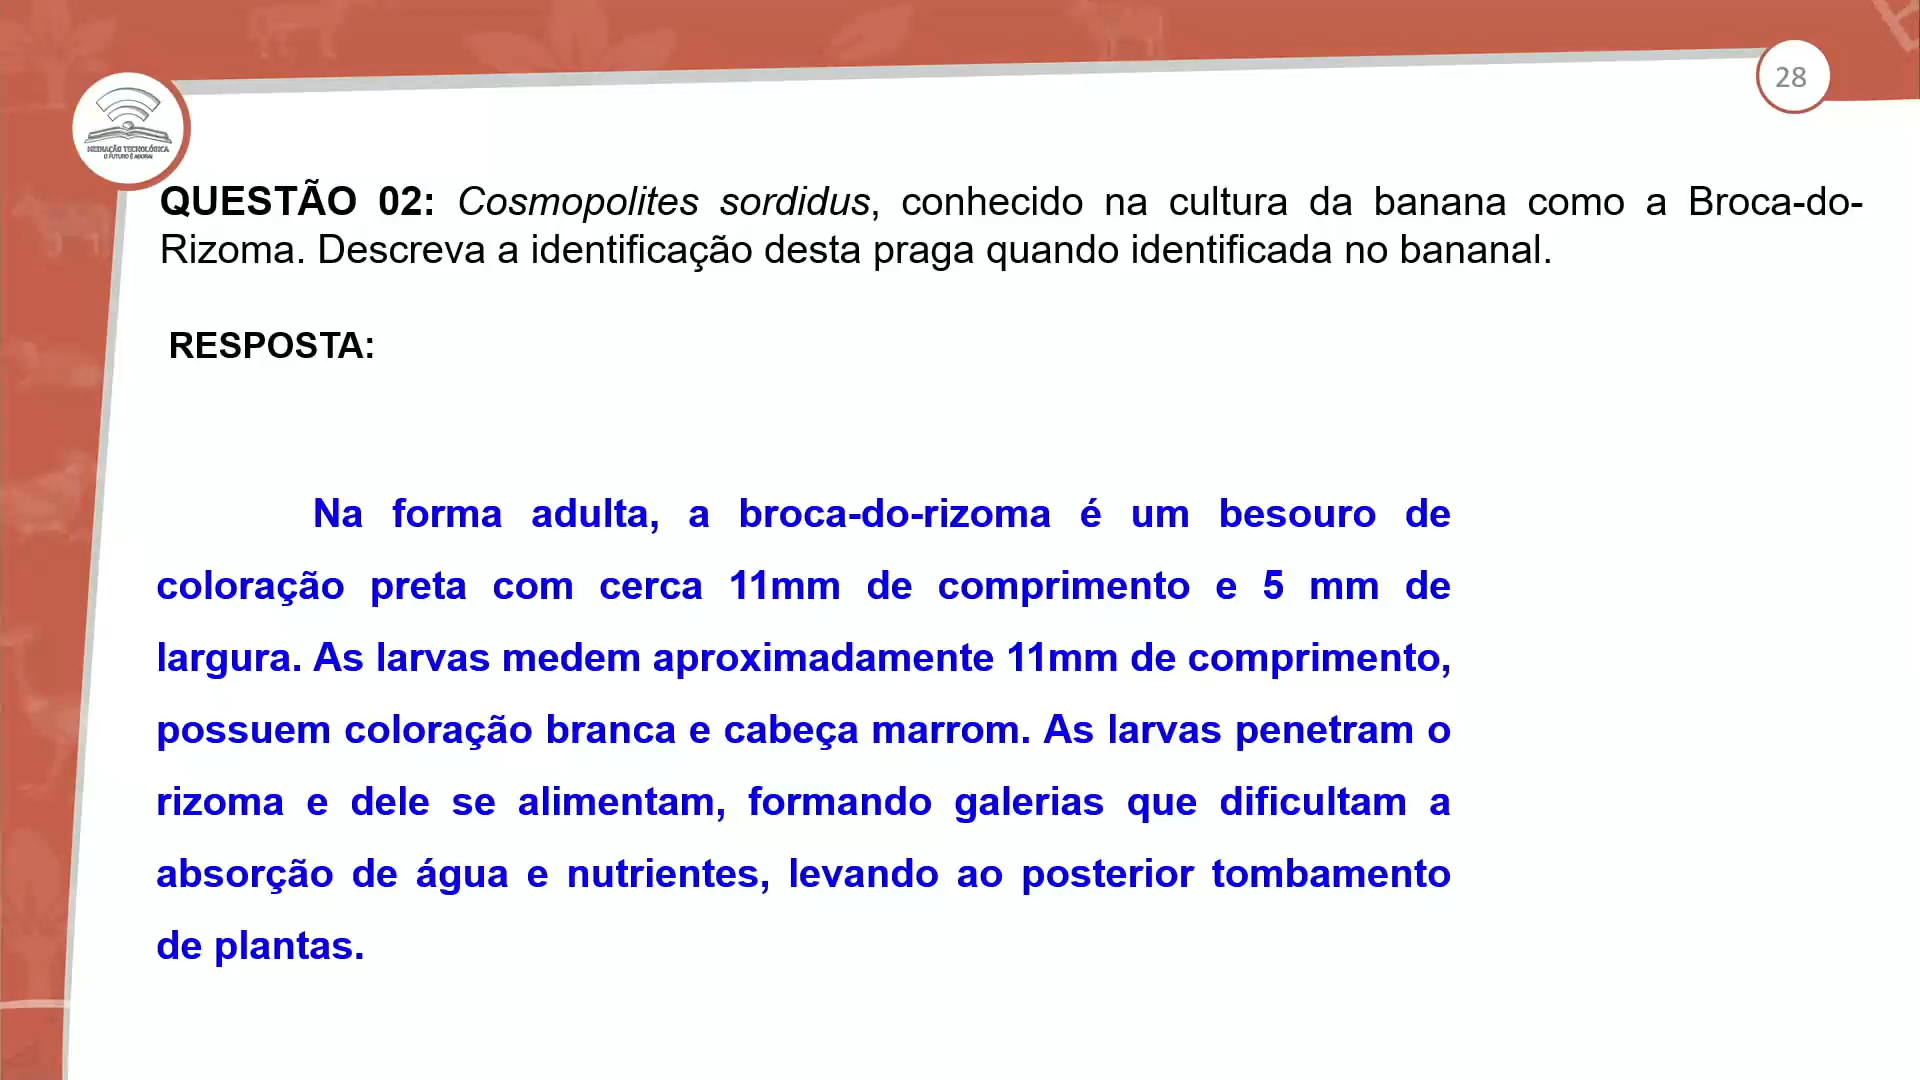 28
MEDIAÇÃO TECNOLÓGICA
O FUTURO É AGORA!
QUESTÃO 02: Cosmopolites sordidus, conhecido na cultura da banana como a Broca-do-
Rizoma. Descreva a identificação desta praga quando identificada no bananal.
RESPOSTA:
Na forma adulta, a broca-do-rizoma é um besouro de
coloração preta com cerca 11mm de comprimento e 5 mm de
largura. As larvas medem aproximadamente 11mm de comprimento,
possuem coloração branca e cabeça marrom. As larvas penetram o
rizoma e dele se alimentam, formando galerias que dificultam a
absorção de água e nutrientes, levando ao posterior tombamento
de plantas.